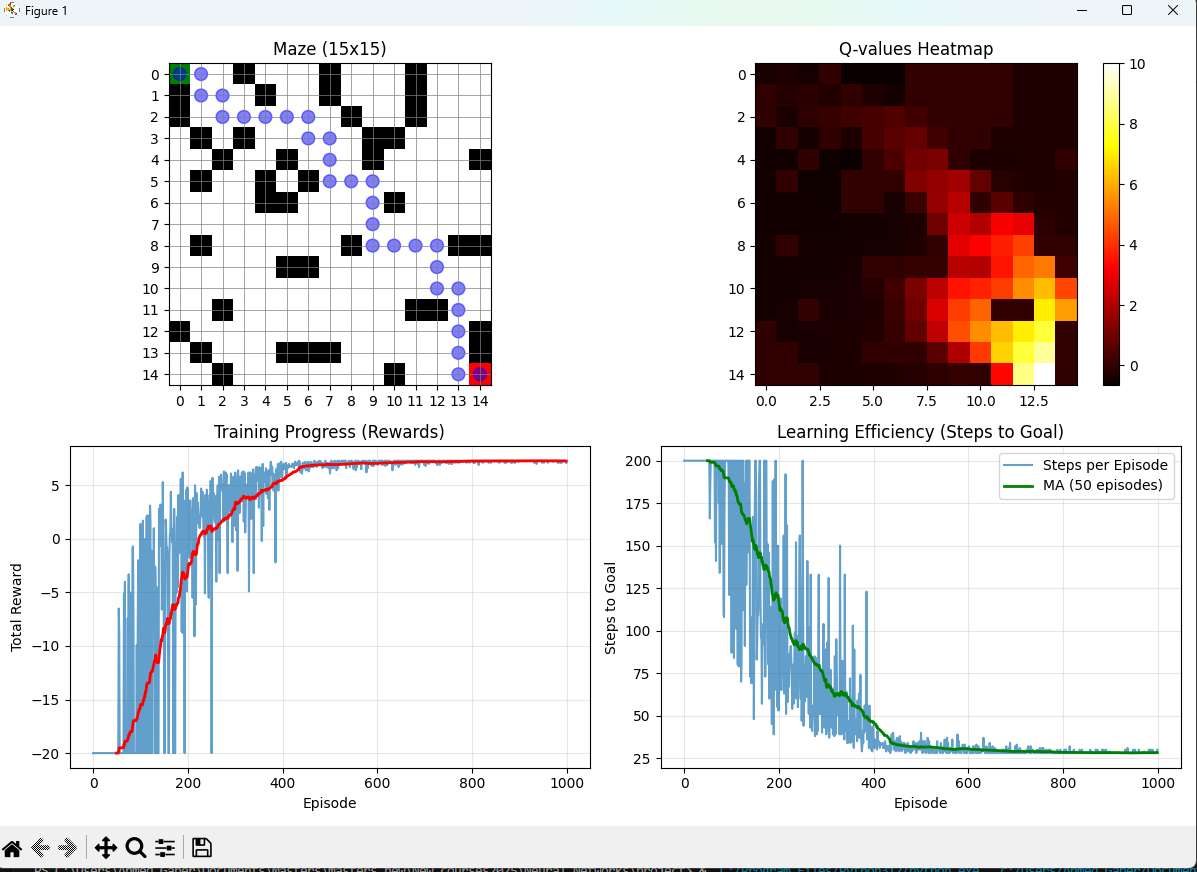 Figure 1
Maze (15x15)
0
1
2
3
4
5
6
7
8
9
10
11
12
13
14
0 1 2 3 4 5 6 7 8 9 10 11 12 13 14
Q-values Heatmap
0
2
4
6
8
10
12
14
0.0 2.5 5.0 7.5 10.0 12.5
10
8
6
4
2
0
Training Progress (Rewards)
Total Reward
5
0
−5
−10
−15
−20
0 200 400 600 800 1000
Episode
Learning Efficiency (Steps to Goal)
Steps per Episode
MA (50 episodes)
Steps to Goal
200
175
150
125
100
75
50
25
0 200 400 600 800 1000
Episode